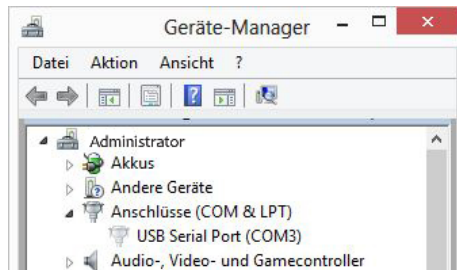 Geräte-Manager
Datei Aktion Ansicht ?
Administrator
Akkus
Andere Geräte
Anschlüsse (COM & LPT)
USB Serial Port (COM3)
Audio-, Video- und Gamecontroller